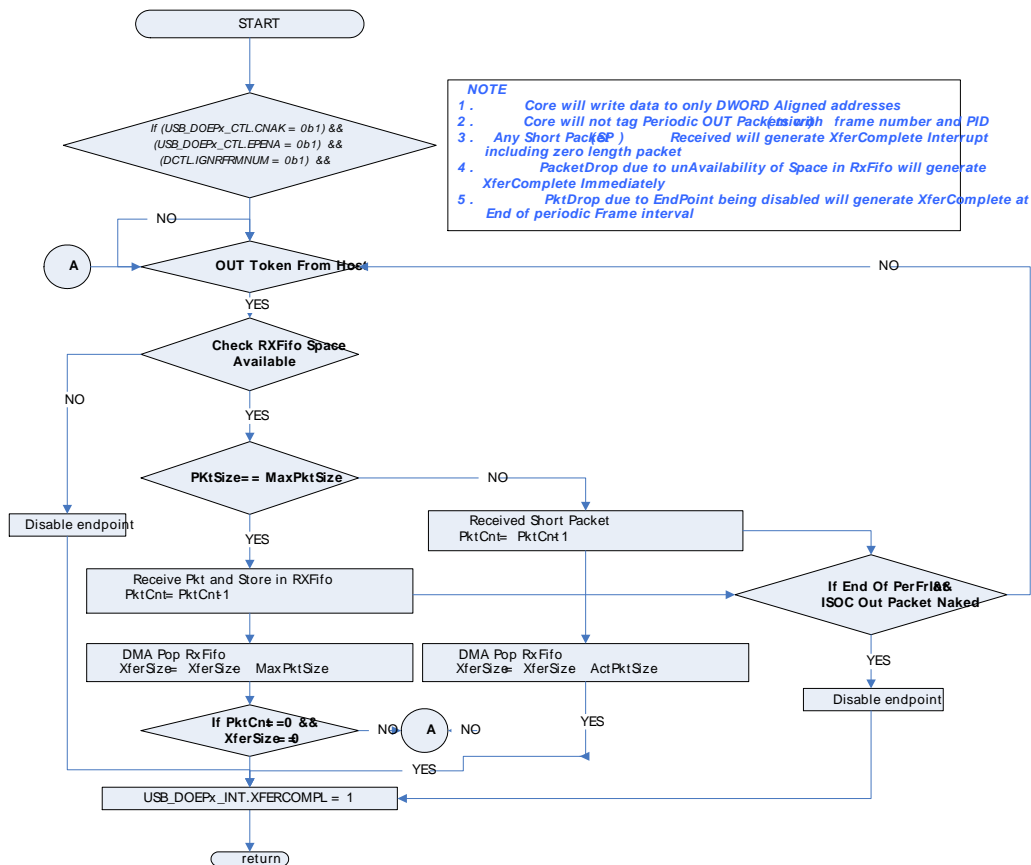 START
If (USB_DOEPx_CTL.CNAK = 0b1) &&
(USB_DOEPx_CTL.EPENA = 0b1) &&
(DCTL.IGNRFRMNUM = 0b1) &&
NOTE
1 . Core will write data to only DWORD Aligned addresses
2 . Core will not tag Periodic OUT Packets with frame number and PID
3 . Any Short Packet (SP ) Received will generate XferComplete Interrupt
including zero length packet
4 . PacketDrop due to unAvailability of Space in RxFifo will generate
XferComplete Immediately
5 . PktDrop due to EndPoint being disabled will generate XferComplete at
End of periodic Frame interval
NO
A
OUT Token From Host
NO
YES
Check RXFifo Space
Available
NO
YES
PKtSize== MaxPktSize
NO
Disable endpoint
YES
Received Short Packet
PktCnt= PktCnt-1
Receive Pkt and Store in RXFifo
PktCnt= PktCnt-1
If End Of PerFrInt &&
ISOC Out Packet Naked
DMA Pop RxFifo
XferSize= XferSize MaxPktSize
DMA Pop RxFifo
XferSize= XferSize ActPktSize
YES
Disable endpoint
If PktCnt==0 &&
XferSize==0
NO
A
NO
YES
YES
USB_DOEPx_INT.XFERCOMPL = 1
return